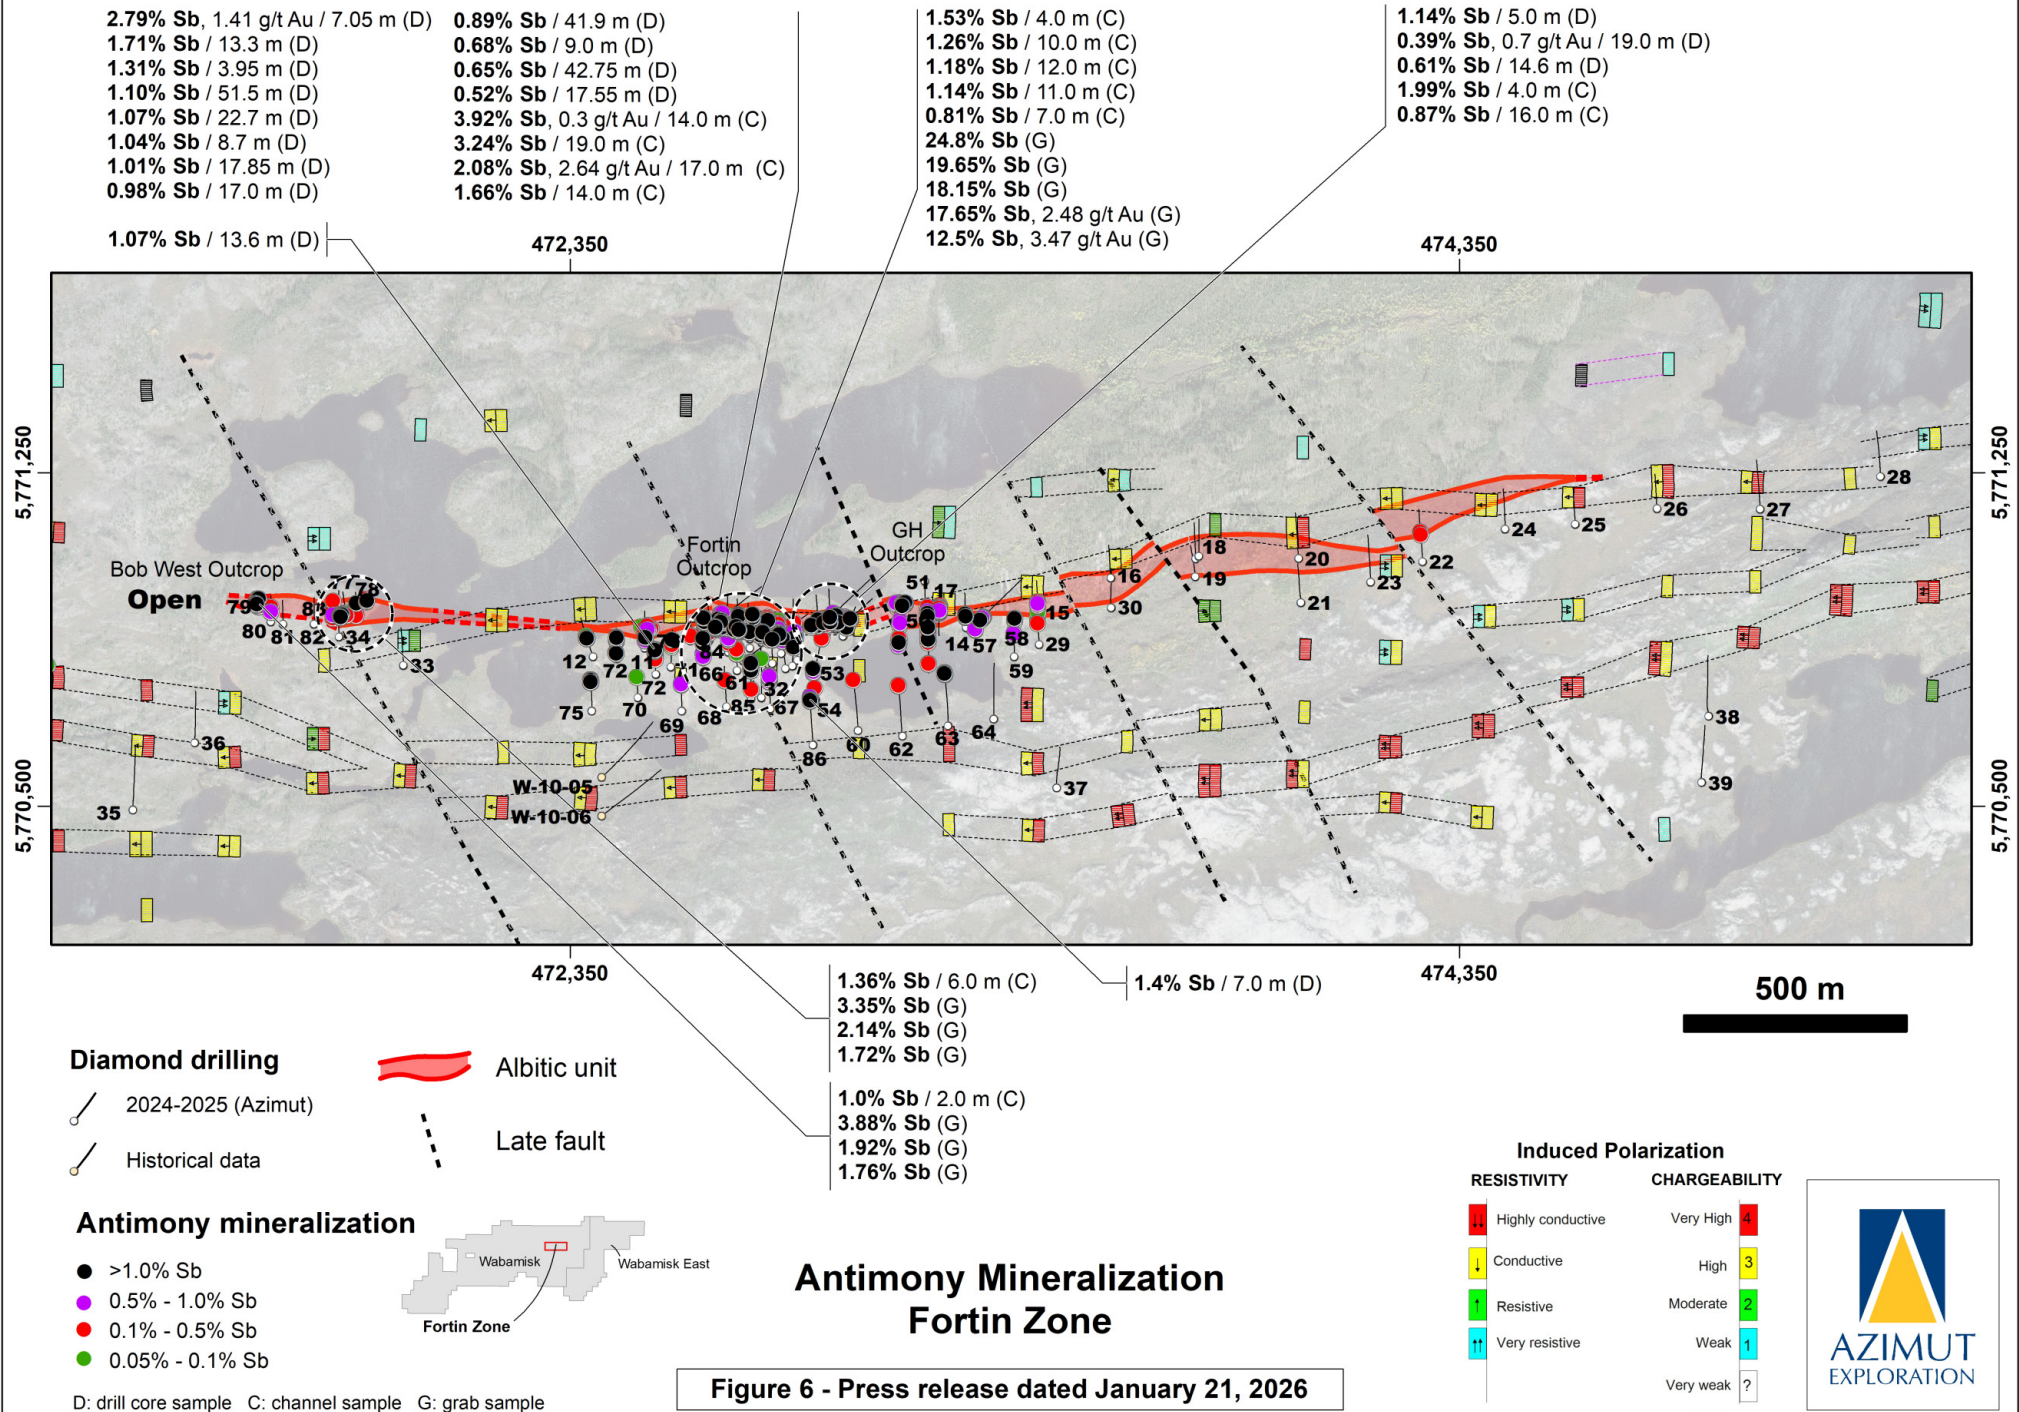 2.79% Sb, 1.41 g/t Au / 7.05 m (D)
1.71% Sb / 13.3 m (D)
1.31% Sb / 3.95 m (D)
1.10% Sb / 51.5 m (D)
1.07% Sb / 22.7 m (D)
1.04% Sb / 8.7 m (D)
1.01% Sb / 17.85 m (D)
0.98% Sb / 17.0 m (D)
0.89% Sb / 41.9 m (D)
0.68% Sb / 9.0 m (D)
0.65% Sb / 42.75 m (D)
0.52% Sb / 17.55 m (D)
3.92% Sb, 0.3 g/t Au / 14.0 m (C)
3.24% Sb / 19.0 m (C)
2.08% Sb, 2.64 g/t Au / 17.0 m (C)
1.66% Sb / 14.0 m (C)
1.53% Sb / 4.0 m (C)
1.26% Sb / 10.0 m (C)
1.18% Sb / 12.0 m (C)
1.14% Sb / 11.0 m (C)
0.81% Sb / 7.0 m (C)
24.8% Sb (G)
19.65% Sb (G)
18.15% Sb (G)
17.65% Sb, 2.48 g/t Au (G)
12.5% Sb, 3.47 g/t Au (G)
1.14% Sb / 5.0 m (D)
0.39% Sb, 0.7 g/t Au / 19.0 m (D)
0.61% Sb / 14.6 m (D)
1.99% Sb / 4.0 m (C)
0.87% Sb / 16.0 m (C)
1.07% Sb / 13.6 m (D)
472,350
474,350
5,771,250
5,771,250
28
26
27
24
25
GH
Outcrop
Fortin
Outcrop
18
20
22
Bob West Outcrop
Open
16
19
23
77
78
51
17
79
30
21
15
80
81
82
34
14
57
58
29
33
12
72
11
84
59
72
66
61
32
53
75
70
69
68
85
67
54
38
36
86
60
62
63
64
W-10-05
37
39
35
W-10-06
5,770,500
5,770,500
472,350
474,350
1.36% Sb / 6.0 m (C)
3.35% Sb (G)
2.14% Sb (G)
1.72% Sb (G)
1.4% Sb / 7.0 m (D)
500 m
1.0% Sb / 2.0 m (C)
3.88% Sb (G)
1.92% Sb (G)
1.76% Sb (G)
Diamond drilling
2024-2025 (Azimut)
Historical data
Albitic unit
Late fault
Antimony mineralization
>1.0% Sb
0.5% - 1.0% Sb
0.1% - 0.5% Sb
0.05% - 0.1% Sb
D: drill core sample C: channel sample G: grab sample
Wabamisk
Wabamisk East
Fortin Zone
Antimony Mineralization
Fortin Zone
Figure 6 - Press release dated January 21, 2026
Induced Polarization
RESISTIVITY
CHARGEABILITY
Highly conductive
Very High 4
Conductive
High 3
Resistive
Moderate 2
Very resistive
Weak 1
Very weak ?
AZIMUT
EXPLORATION